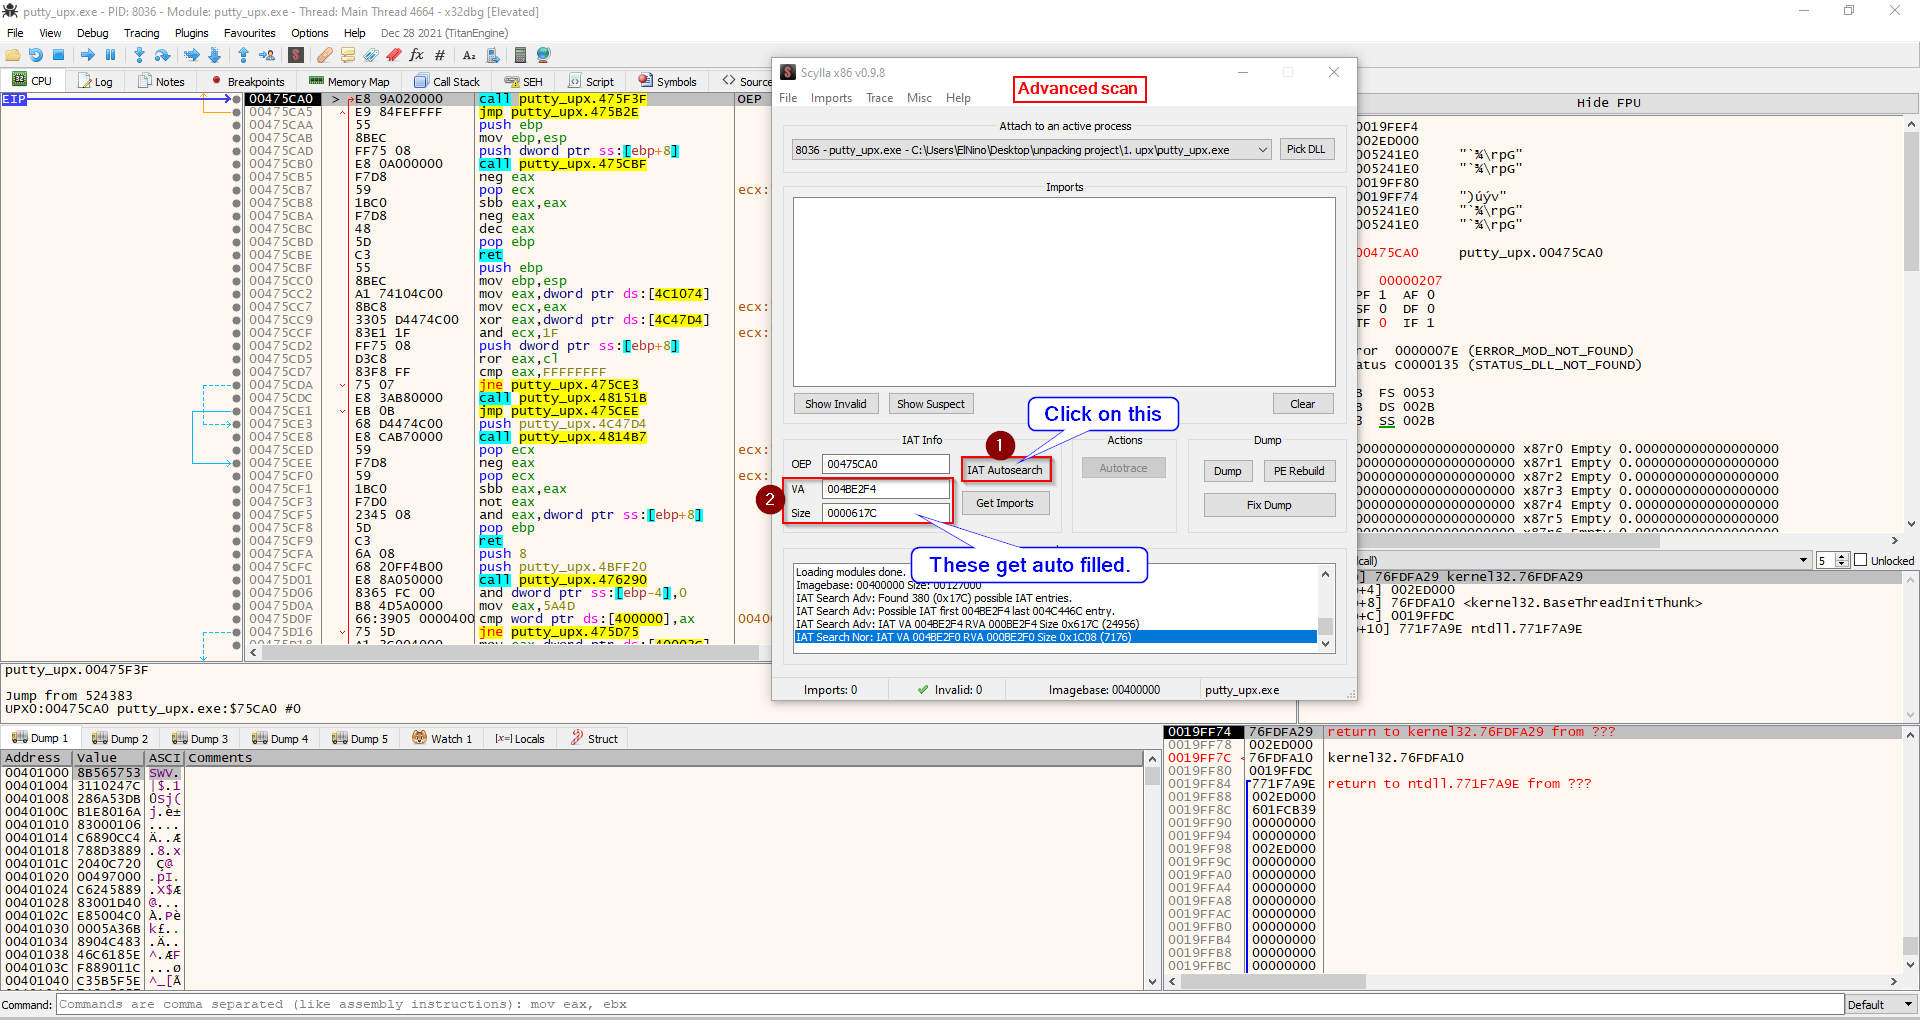 putty_upx.exe - PID: 8036 - Module: putty_upx.exe - Thread: Main Thread 4664 - x32dbg [Elevated]
File View Debug Tracing Plugins Favourites Options Help Dec 28 2021 (TitanEngine)
CPU Log Notes Breakpoints Memory Map Call Stack SEH Script Symbols Source
EIP
00475CA0 > E8 9A020000 call putty_upx.475F3F OEP
00475CA5 E9 84FEFFFF jmp putty_upx.475B2E
00475CAA 55 push ebp
00475CAB 8BEC mov ebp,esp
00475CAD FF75 08 push dword ptr ss:[ebp+8]
00475CB0 E8 0A000000 call putty_upx.475CBF
00475CB5 F7D8 neg eax
00475CB7 59 pop ecx ecx:
00475CB8 1BC0 sbb eax,eax
00475CBA F7D8 neg eax
00475CBC 48 dec eax
00475CBD 5D pop ebp
00475CBE C3 ret
00475CBF 55 push ebp
00475CC0 8BEC mov ebp,esp
00475CC2 A1 74104C00 mov eax,dword ptr ds:[4C1074]
00475CC7 8BC8 mov ecx,eax ecx:
00475CC9 3305 D4474C00 xor eax,dword ptr ds:[4C47D4]
00475CCF 83E1 1F and ecx,1F ecx:
00475CD2 FF75 08 push dword ptr ss:[ebp+8]
00475CD5 D3C8 ror eax,cl
00475CD7 83F8 FF cmp eax,FFFFFFFF
00475CDA 75 07 jne putty_upx.475CE3
00475CDC E8 3AB80000 call putty_upx.48151B
00475CE1 EB 0B jmp putty_upx.475CEE
00475CE3 68 D4474C00 push putty_upx.4C47D4
00475CE8 E8 CAB70000 call putty_upx.4814B7
00475CED 59 pop ecx ecx:
00475CEE F7D8 neg eax
00475CF0 59 pop ecx ecx:
00475CF1 1BC0 sbb eax,eax
00475CF3 F7D0 not eax
00475CF5 2345 08 and eax,dword ptr ss:[ebp+8]
00475CF8 5D pop ebp
00475CF9 C3 ret
00475CFA 6A 08 push 8
00475CFC 68 20FF4B00 push putty_upx.4BFF20
00475D01 E8 8A050000 call putty_upx.476290
00475D06 8365 FC 00 and dword ptr ss:[ebp-4],0
00475D0A B8 4D5A0000 mov eax,5A4D
00475D0F 66:3905 0000400 cmp word ptr ds:[400000],ax 00400
00475D16 75 5D jne putty_upx.475D75
putty_upx.00475F3F
Jump from 524383
UPX0:00475CA0 putty_upx.exe:$75CA0 #0
Scylla x86 v0.9.8
Advanced scan
File Imports Trace Misc Help
Attach to an active process
8036 - putty_upx.exe - C:\Users\ElNino\Desktop\unpacking project\1. upx\putty_upx.exe
Pick DLL
Imports
Show Invalid Show Suspect Clear
Click on this
IAT Info Actions Dump
1
OEP 00475CA0 IAT Autosearch Autotrace Dump PE Rebuild
2
VA 004BE2F4
Size 0000617C Get Imports Fix Dump
These get auto filled.
Loading modules done.
Imagebase: 00400000 Size: 00127000
IAT Search Adv: Found 380 (0x17C) possible IAT entries.
IAT Search Adv: Possible IAT first 004BE2F4 last 004C446C entry.
IAT Search Adv: IAT VA 004BE2F4 RVA 000BE2F4 Size 0x617C (24956)
IAT Search Nor: IAT VA 004BE2F0 RVA 000BE2F0 Size 0x1C08 (7176)
Imports: 0 Invalid: 0 Imagebase: 00400000 putty_upx.exe
Hide FPU
0019FEF4
002ED000
005241E0 "`¾\rpG"
005241E0 "`¾\rpG"
0019FF80
0019FF74 ")úýv"
005241E0 "`¾\rpG"
005241E0 "`¾\rpG"
00475CA0 putty_upx.00475CA0
00000207
PF 1 AF 0
SF 0 DF 0
TF 0 IF 1
ror 0000007E (ERROR_MOD_NOT_FOUND)
atus C0000135 (STATUS_DLL_NOT_FOUND)
B FS 0053
B DS 002B
3 SS 002B
00000000000000000000 x87r0 Empty 0.000000000000000000
00000000000000000000 x87r1 Empty 0.000000000000000000
00000000000000000000 x87r2 Empty 0.000000000000000000
00000000000000000000 x87r3 Empty 0.000000000000000000
00000000000000000000 x87r4 Empty 0.000000000000000000
00000000000000000000 x87r5 Empty 0.000000000000000000
call) 5 Unlocked
] 76FDFA29 kernel32.76FDFA29
+4] 002ED000
+8] 76FDFA10 <kernel32.BaseThreadInitThunk>
+c] 0019FFDC
+10] 771F7A9E ntdll.771F7A9E
Dump 1 Dump 2 Dump 3 Dump 4 Dump 5 Watch 1 [x=] Locals Struct
Address Value ASCI Comments
00401000 8B565753 SWV.
00401004 3110247C |$.1
00401008 286A53DB ÛSj(
0040100C B1E8016A j.è±
00401010 83000106 ....
00401014 C6890CC4 Ä..Æ
00401018 788D3889 .8.x
0040101C 2040C720 Ç@
00401020 00497000 .pI.
00401024 C6245889 .X$Æ
00401028 83001D40 @...
0040102C E85004C0 À.Pè
00401030 0005A36B k£..
00401034 8904C483 .Ä..
00401038 46C6185E ^.ÆF
0040103C F889011C ...ø
00401040 C35B5F5E ^_[Ã
0019FF74 76FDFA29 return to kernel32.76FDFA29 from ???
0019FF78 002ED000
0019FF7C 76FDFA10 kernel32.76FDFA10
0019FF80 0019FFDC
0019FF84 771F7A9E return to ntdll.771F7A9E from ???
0019FF88 002ED000
0019FF8C 601FCB39
0019FF90 00000000
0019FF94 00000000
0019FF98 002ED000
0019FF9C 00000000
0019FFA0 00000000
0019FFA4 00000000
0019FFA8 00000000
0019FFAC 00000000
0019FFB0 00000000
0019FFB4 00000000
0019FFB8 00000000
0019FFBC 00000000
Command: Commands are comma separated (like assembly instructions): mov eax, ebx Default